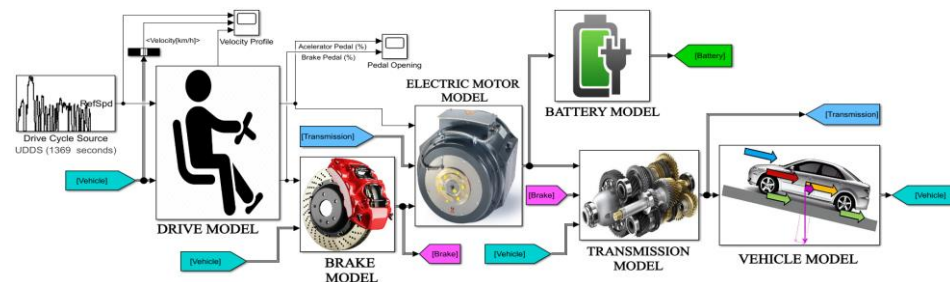 <Velocity[km/h]>
Velocity Profile
Acelerator Pedal (%)
Brake Pedal (%)
Pedal Opening
RefSpd
Drive Cycle Source
UDDS (1369 seconds)
[Vehicle]
DRIVE MODEL
[Vehicle]
BRAKE
MODEL
[Transmission]
ELECTRIC MOTOR
MODEL
[Brake]
BATTERY MODEL
[Battery]
[Brake]
[Vehicle]
TRANSMISSION
MODEL
[Transmission]
VEHICLE MODEL
[Vehicle]